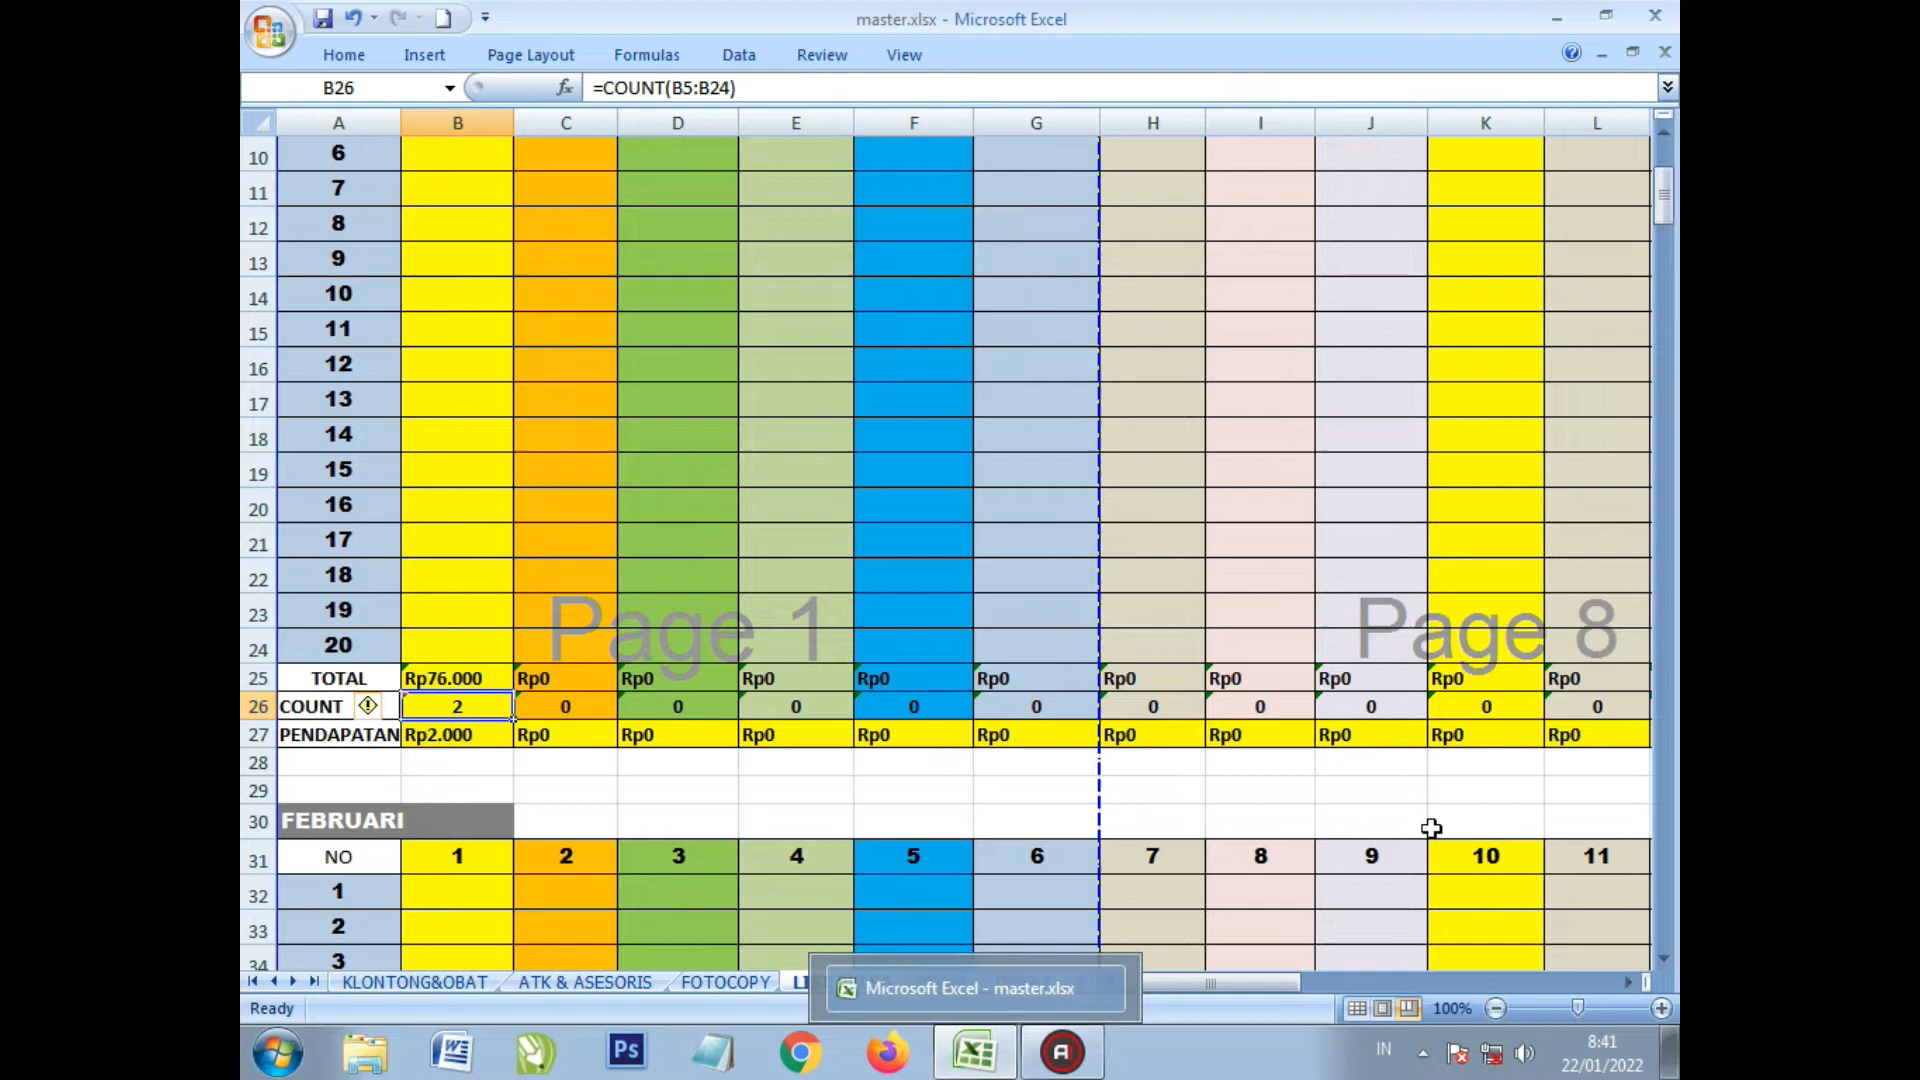 master.xlsx - Microsoft Excel
Home Insert Page Layout Formulas Data Review View
B26 fx =COUNT(B5:B24)
A B C D E F G H I J K L
10 6
11 7
12 8
13 9
14 10
15 11
16 12
17 13
18 14
19 15
20 16
21 17
22 18
23 19
Page 1 Page 8
24 20
25 TOTAL Rp76.000 Rp0 Rp0 Rp0 Rp0 Rp0 Rp0 Rp0 Rp0 Rp0 Rp0
26 COUNT 2 0 0 0 0 0 0 0 0 0 0
27 PENDAPATAN Rp2.000 Rp0 Rp0 Rp0 Rp0 Rp0 Rp0 Rp0 Rp0 Rp0 Rp0
28
29
30 FEBRUARI
31 NO 1 2 3 4 5 6 7 8 9 10 11
32 1
33 2
34 3
KLONTONG&OBAT ATK & ASESORIS FOTOCOPY
Microsoft Excel - master.xlsx
Ready 100%
Ps IN 8:41
22/01/2022